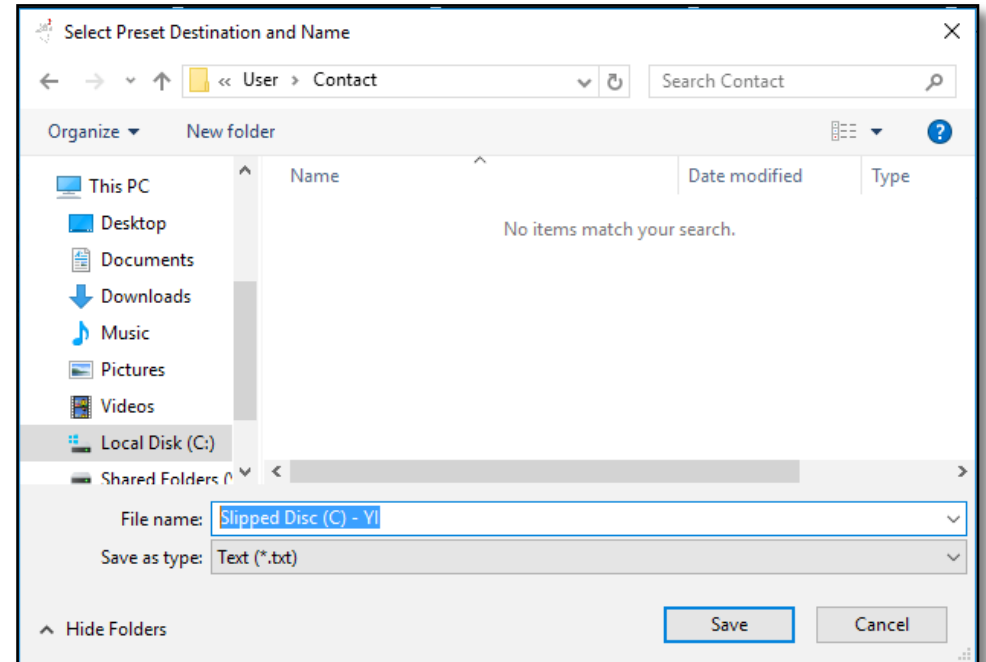 Select Preset Destination and Name
« User > Contact
Search Contact
Organize
New folder
?
Name
Date modified
Type
No items match your search.
This PC
Desktop
Documents
Downloads
Music
Pictures
Videos
Local Disk (C:)
Shared Folders (
File name: Slipped Disc (C) - YI
Save as type: Text (*.txt)
Hide Folders
Save
Cancel